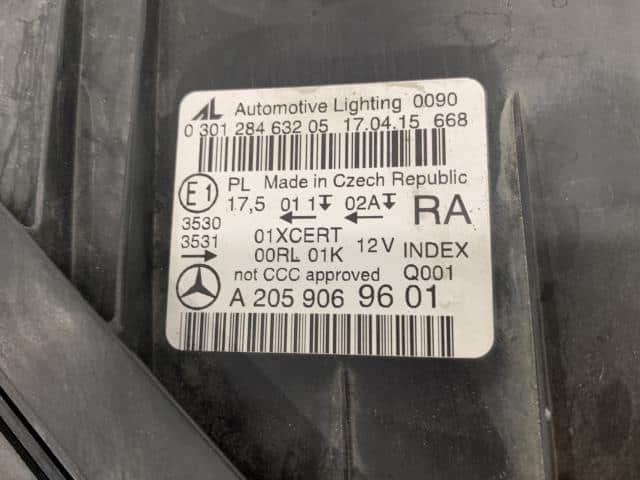 AL Automotive Lighting 0090
0 301 284 632 05 17.04.15 668
E1 PL Made in Czech Republic
17,5 01 1 02A RA
3530
3531
01XCERT
00RL 01K 12V INDEX
not CCC approved Q001
A 205 906 9601